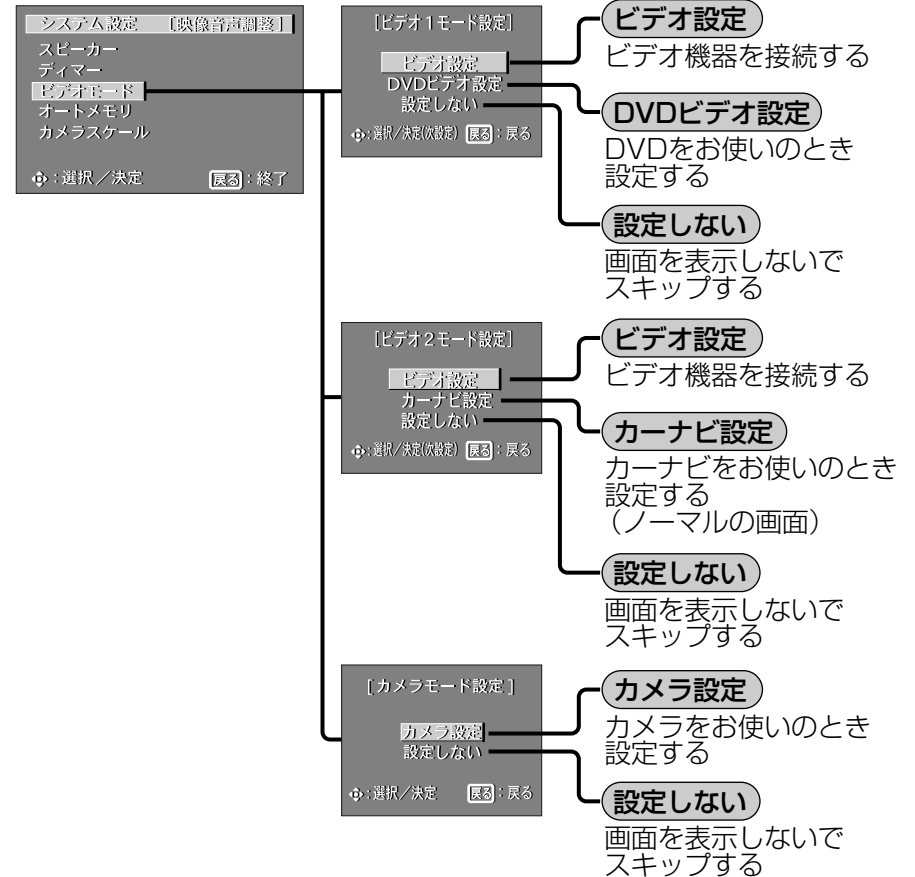 システム設定 [映像音声調整]
スピーカー
ディマー
ビデオモード
オートメモリ
カメラスケール
:選択/決定 戻る:終了
[ビデオ1モード設定]
ビデオ設定
DVDビデオ設定
設定しない
:選択/決定(次設定) 戻る:戻る
ビデオ設定
ビデオ機器を接続する
DVDビデオ設定
DVDをお使いのとき
設定する
設定しない
画面を表示しないで
スキップする
[ビデオ2モード設定]
ビデオ設定
カーナビ設定
設定しない
:選択/決定(次設定) 戻る:戻る
ビデオ設定
ビデオ機器を接続する
カーナビ設定
カーナビをお使いのとき
設定する
(ノーマルの画面)
設定しない
画面を表示しないで
スキップする
[カメラモード設定]
カメラ設定
設定しない
:選択/決定 戻る:戻る
カメラ設定
カメラをお使いのとき
設定する
設定しない
画面を表示しないで
スキップする